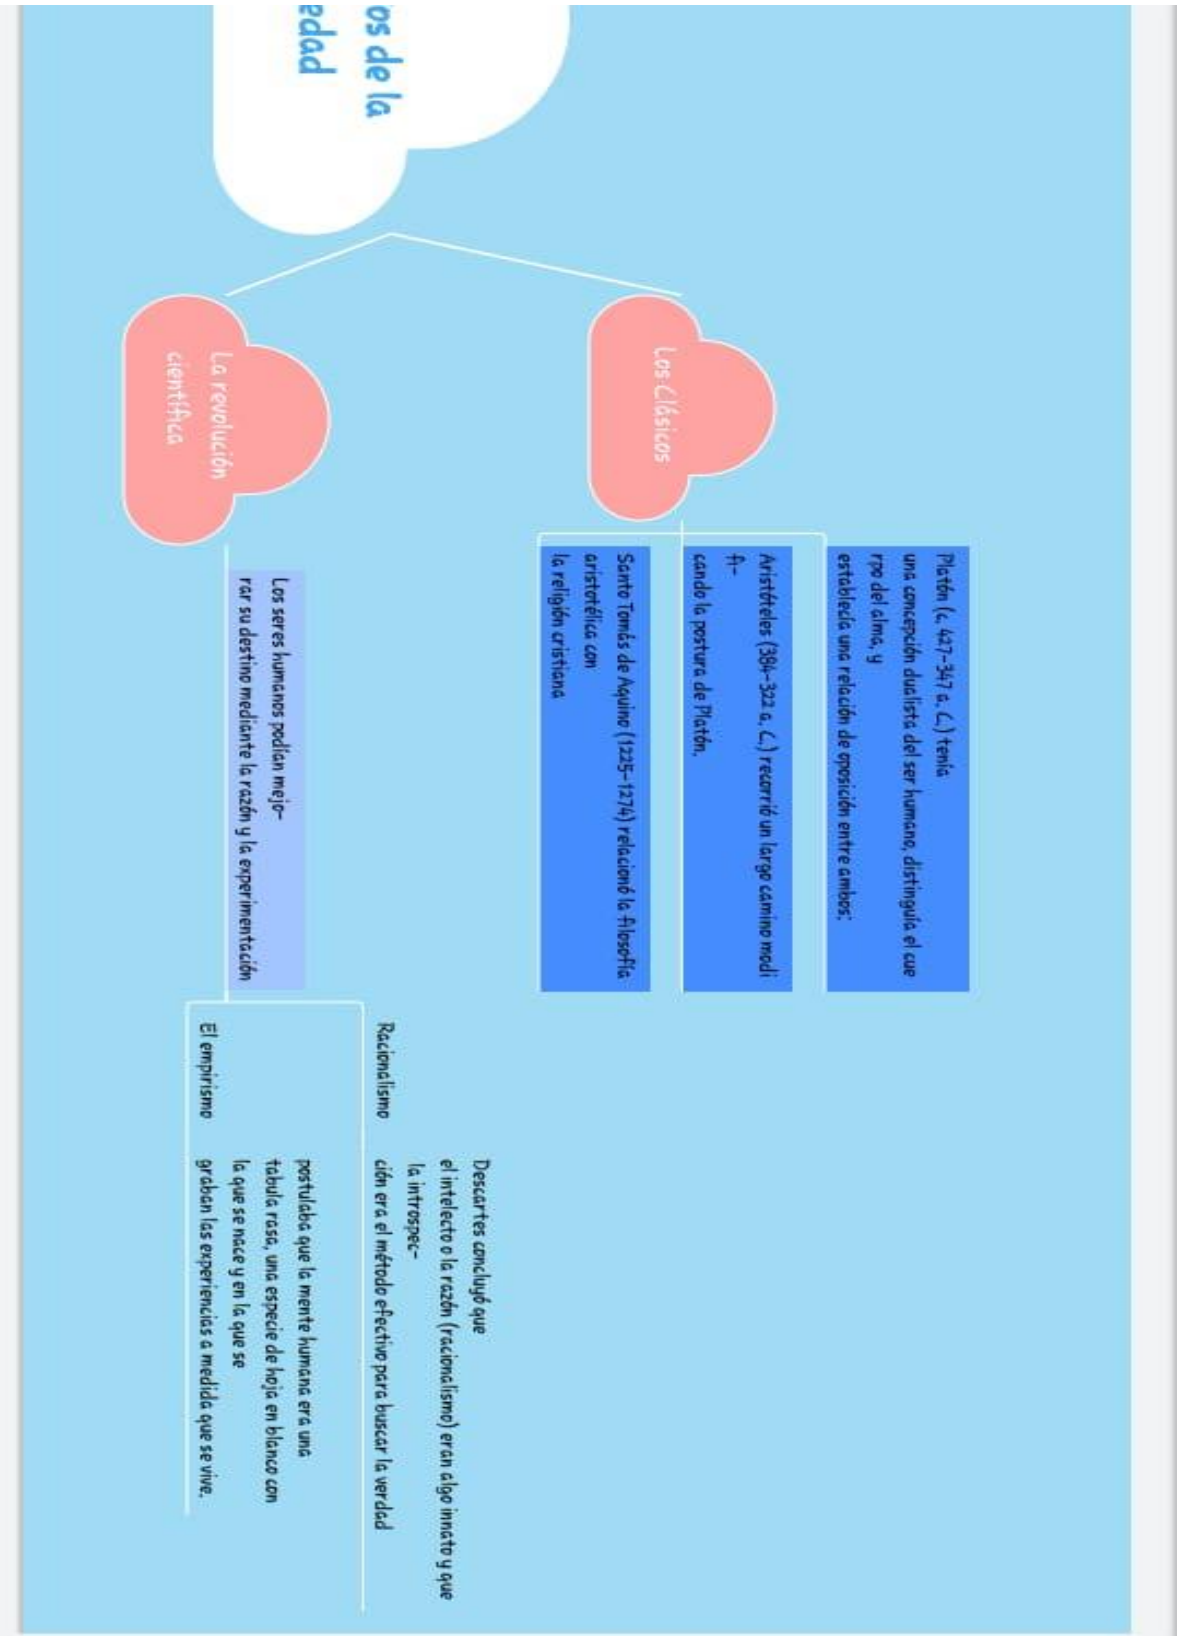 os de la
edad
Los Clásicos
Platón (c. 427-347 a. C.) tenía
una concepción dualista del ser humano, distinguía el cue
rpo del alma, y
establecía una relación de oposición entre ambos;
Aristóteles (384-322 a. C.) recorrió un largo camino modi
fi-
cando la postura de Platón.
Santo Tomás de Aquino (1225-1274) relacionó la filosofía
aristotélica con
la religión cristiana
La revolución
científica
Los seres humanos podían mejo-
rar su destino mediante la razón y la experimentación
Racionalismo
Descartes concluyó que
el intelecto o la razón (racionalismo) eran algo innato y que
la introspec-
ción era el método efectivo para buscar la verdad
El empirismo
postulaba que la mente humana era una
tabula rasa, una especie de hoja en blanco con
la que se nace y en la que se
graban las experiencias a medida que se vive.